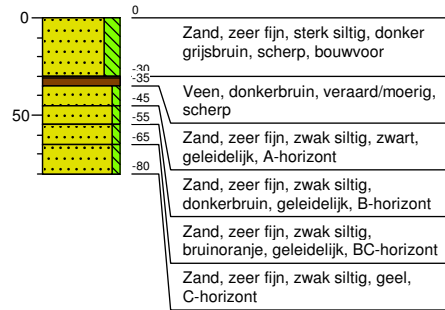 0
50
0
-30
-35
-45
-55
-65
-80
Zand, zeer fijn, sterk siltig, donker
grijsbruin, scherp, bouwvoor
Veen, donkerbruin, veraard/moerig,
scherp
Zand, zeer fijn, zwak siltig, zwart,
geleidelijk, A-horizont
Zand, zeer fijn, zwak siltig,
donkerbruin, geleidelijk, B-horizont
Zand, zeer fijn, zwak siltig,
bruinoranje, geleidelijk, BC-horizont
Zand, zeer fijn, zwak siltig, geel,
C-horizont